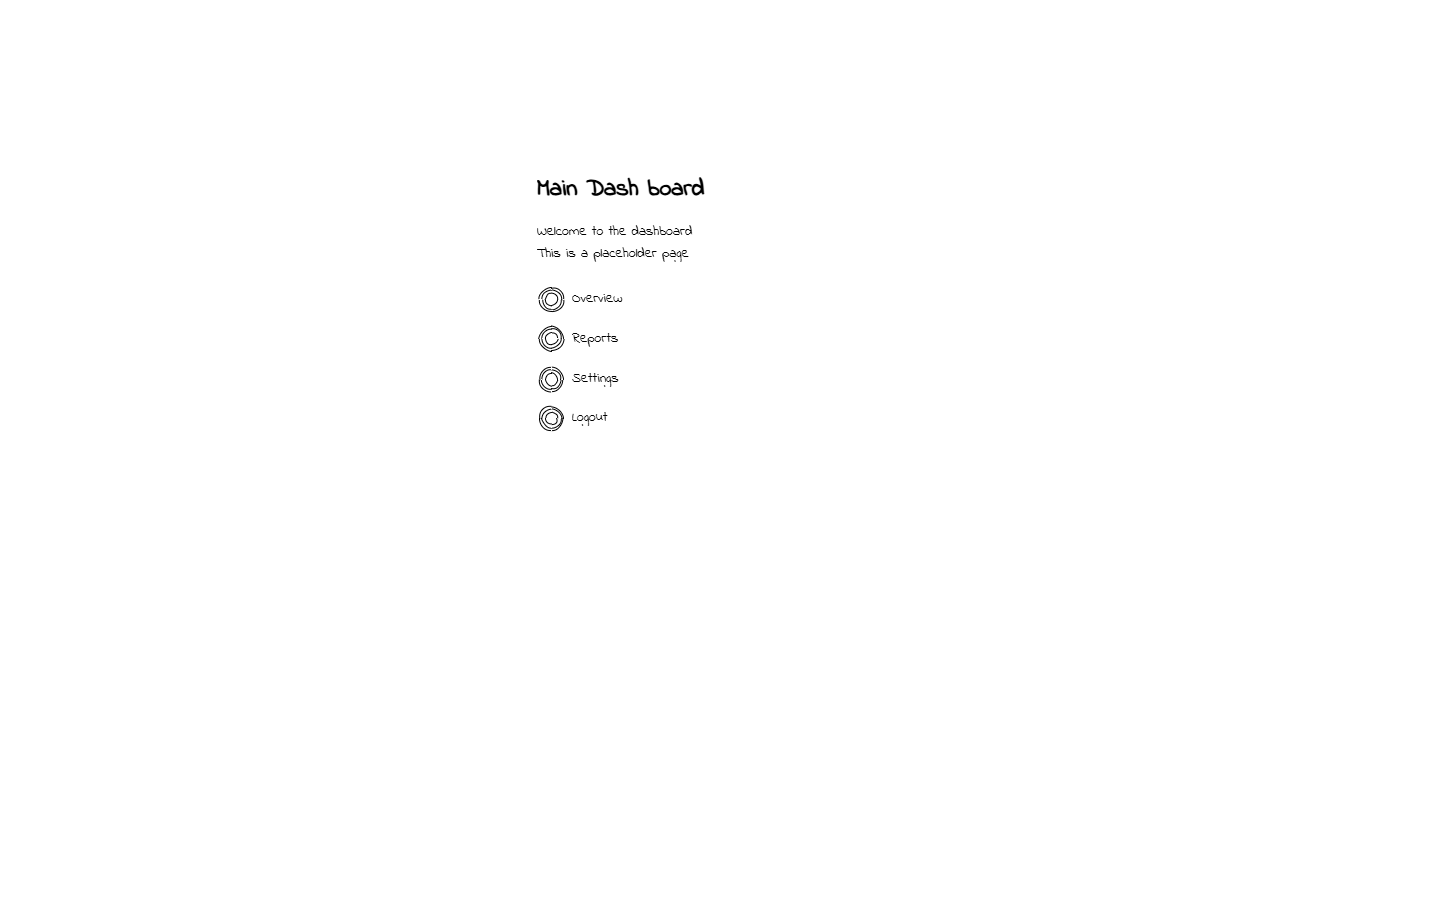 Main Dash board
Welcome to the dashboard
This is a placeholder page
Overview
Reports
Settings
Logout